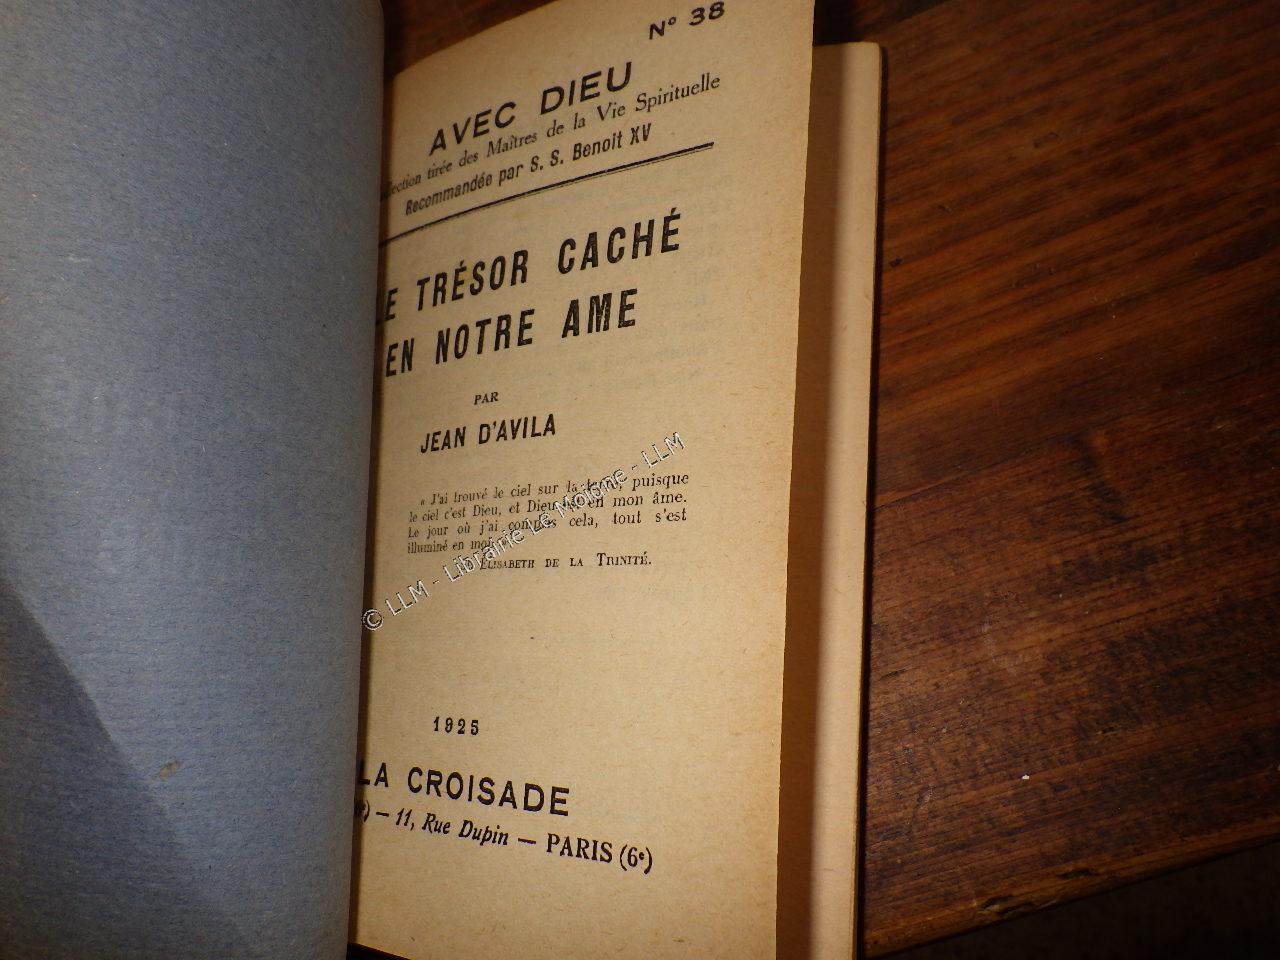 N° 38
AVEC DIEU
tirée des Maîtres de la Vie Spirituelle
Recommandée par S. S. Benoit XV
LE TRÉSOR CACHÉ
EN NOTRE AME
PAR
JEAN D'AVILA
« J'ai trouvé le ciel sur la terre, puisque
le ciel c'est Dieu, et Dieu est en mon âme.
Le jour où j'ai compris cela, tout s'est
illuminé en moi. »
ELISABETH DE LA TRINITÉ.
© LLM - Librairie Le Moïome - LLM
1925
LA CROISADE
— 11, Rue Dupin — PARIS (6e)